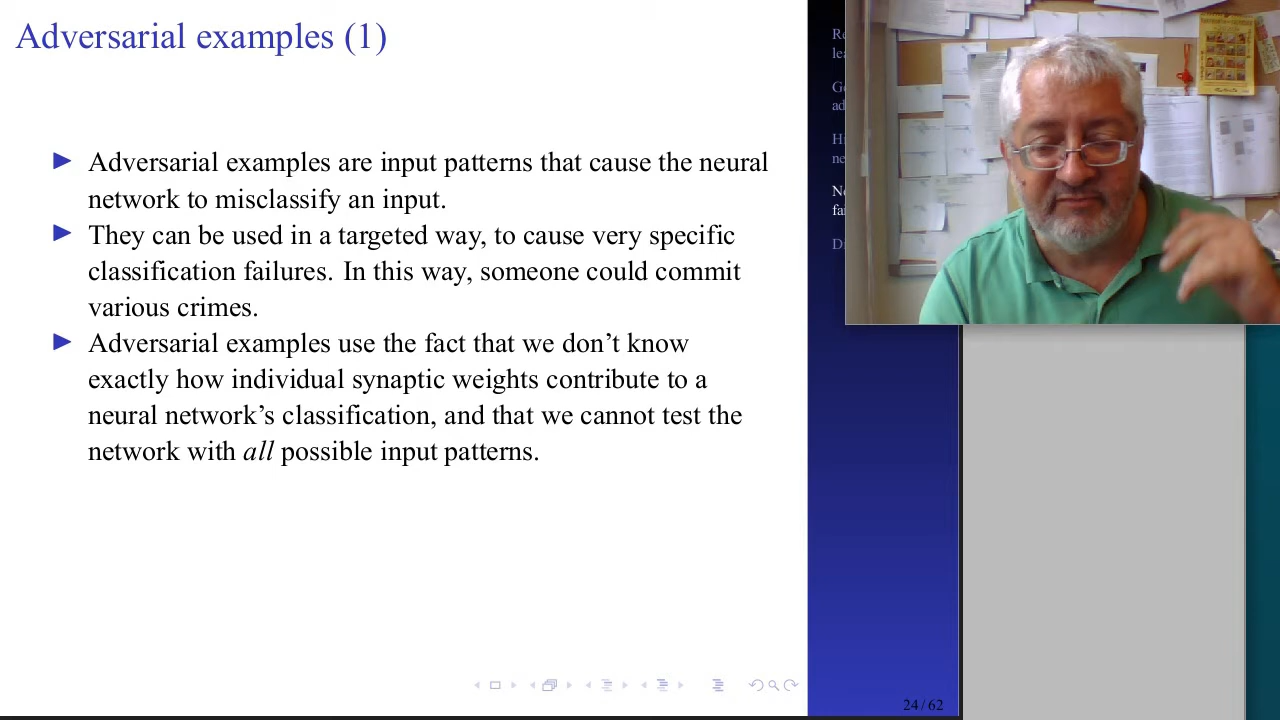 Adversarial examples (1)
Adversarial examples are input patterns that cause the neural
network to misclassify an input.
They can be used in a targeted way, to cause very specific
classification failures. In this way, someone could commit
various crimes.
Adversarial examples use the fact that we don’t know
exactly how individual synaptic weights contribute to a
neural network’s classification, and that we cannot test the
network with all possible input patterns.
24 / 62